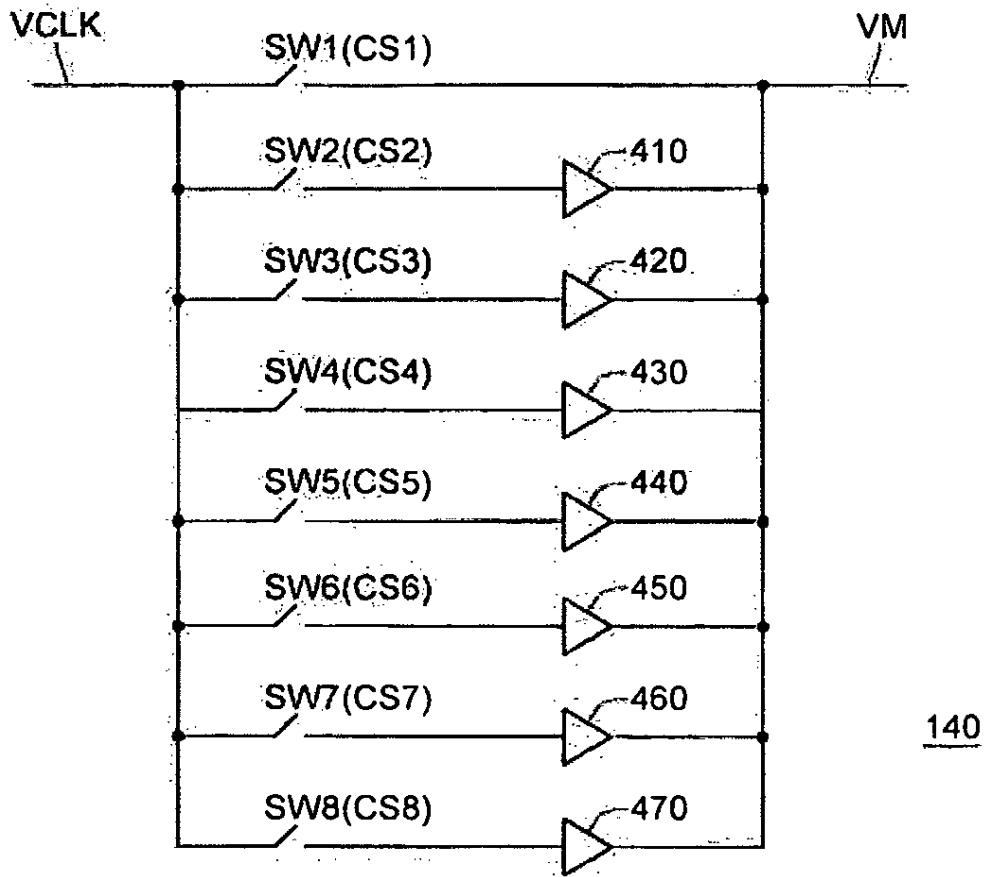 VCLK
VM
SW1(CS1)
SW2(CS2)
410
SW3(CS3)
420
SW4(CS4)
430
SW5(CS5)
440
SW6(CS6)
450
SW7(CS7)
460
140
SW8(CS8)
470